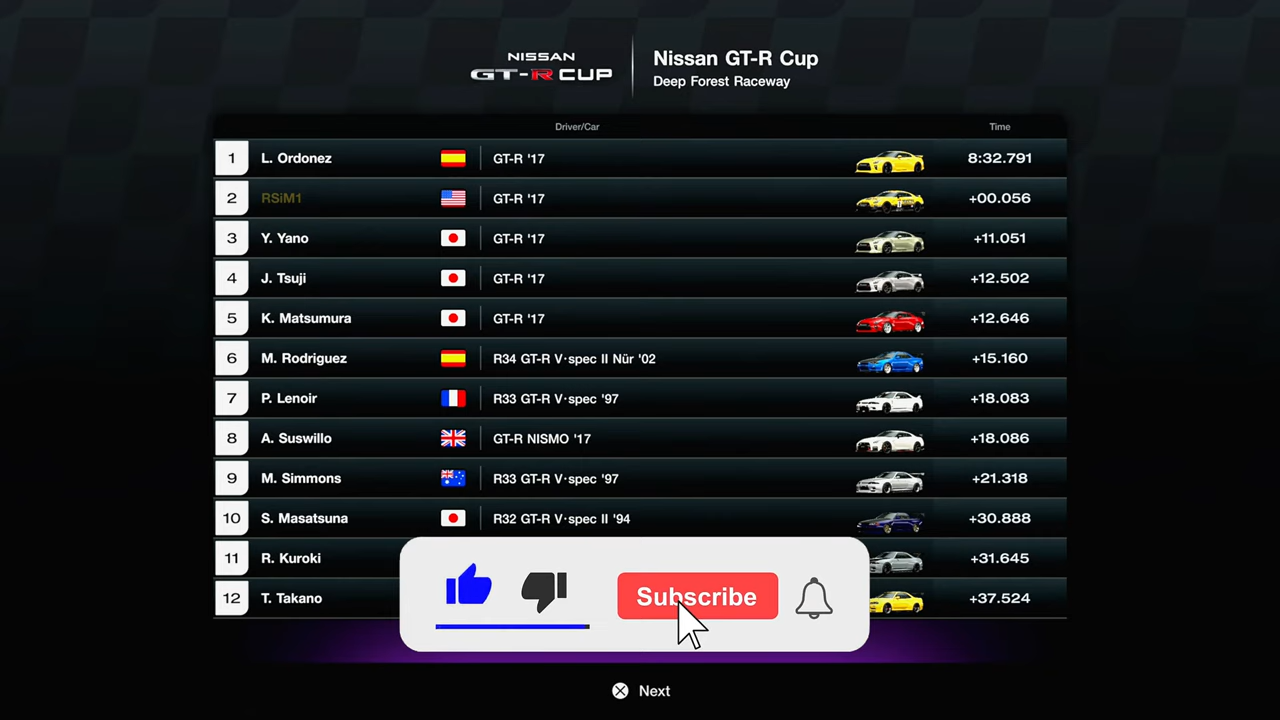 NISSAN
GT-R CUP
Nissan GT-R Cup
Deep Forest Raceway
Driver/Car Time
1 L. Ordonez GT-R '17 8:32.791
2 RSiM1 GT-R '17 +00.056
3 Y. Yano GT-R '17 +11.051
4 J. Tsuji GT-R '17 +12.502
5 K. Matsumura GT-R '17 +12.646
6 M. Rodriguez R34 GT-R V·spec II Nür '02 +15.160
7 P. Lenoir R33 GT-R V·spec '97 +18.083
8 A. Suswillo GT-R NISMO '17 +18.086
9 M. Simmons R33 GT-R V·spec '97 +21.318
10 S. Masatsuna R32 GT-R V·spec II '94 +30.888
11 R. Kuroki +31.645
12 T. Takano +37.524
Subscribe
Next